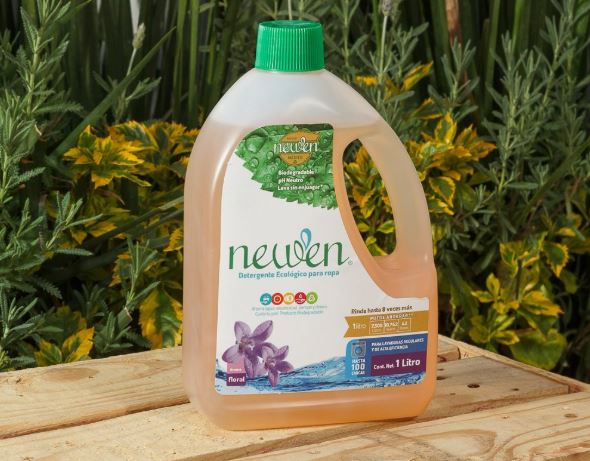 newen
Biodegradable
pH Neutro
Lava sin enjuagar*
newen
Detergente Ecológico para ropa
Rinde hasta 8 veces más
1 litro
HASTA
100
CARGAS
PARA LAVADORAS REGULARES
Y DE ALTA EFICIENCIA
Cont. Net. 1 Litro
Aroma
floral